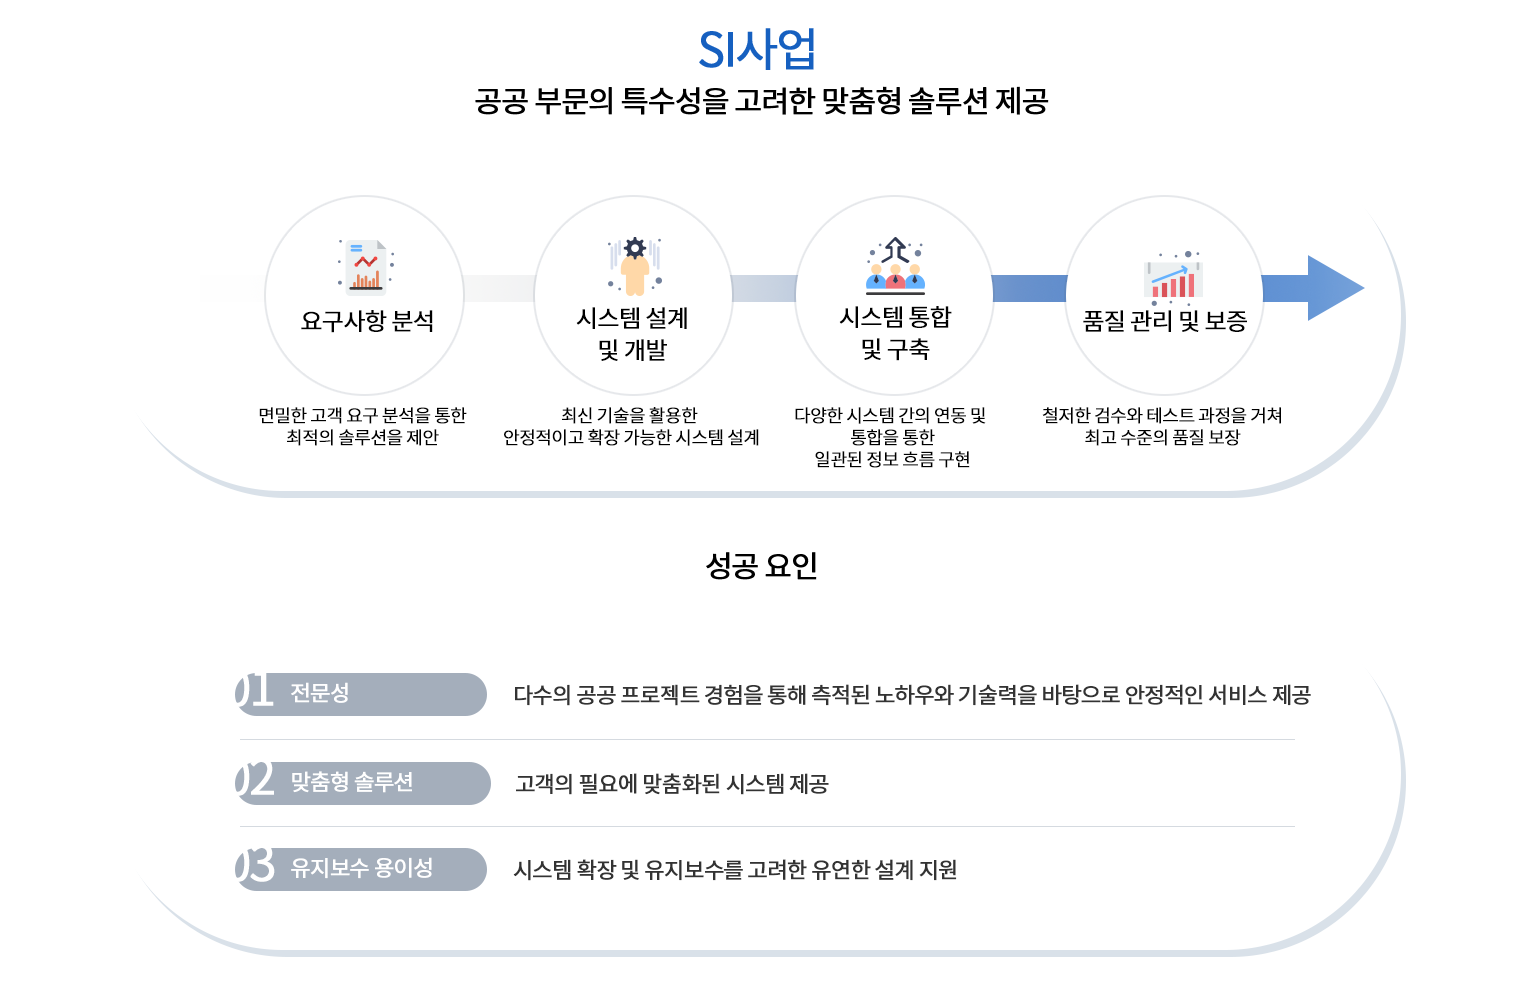 SI사업
공공 부문의 특수성을 고려한 맞춤형 솔루션 제공
요구사항 분석
시스템 설계
및 개발
시스템 통합
및 구축
품질 관리 및 보증
면밀한 고객 요구 분석을 통한
최적의 솔루션을 제안
최신 기술을 활용한
안정적이고 확장 가능한 시스템 설계
다양한 시스템 간의 연동 및
통합을 통한
일관된 정보 흐름 구현
철저한 검수와 테스트 과정을 거쳐
최고 수준의 품질 보장
성공 요인
01 전문성
다수의 공공 프로젝트 경험을 통해 측적된 노하우와 기술력을 바탕으로 안정적인 서비스 제공
02 맞춤형 솔루션
고객의 필요에 맞춤화된 시스템 제공
03 유지보수 용이성
시스템 확장 및 유지보수를 고려한 유연한 설계 지원